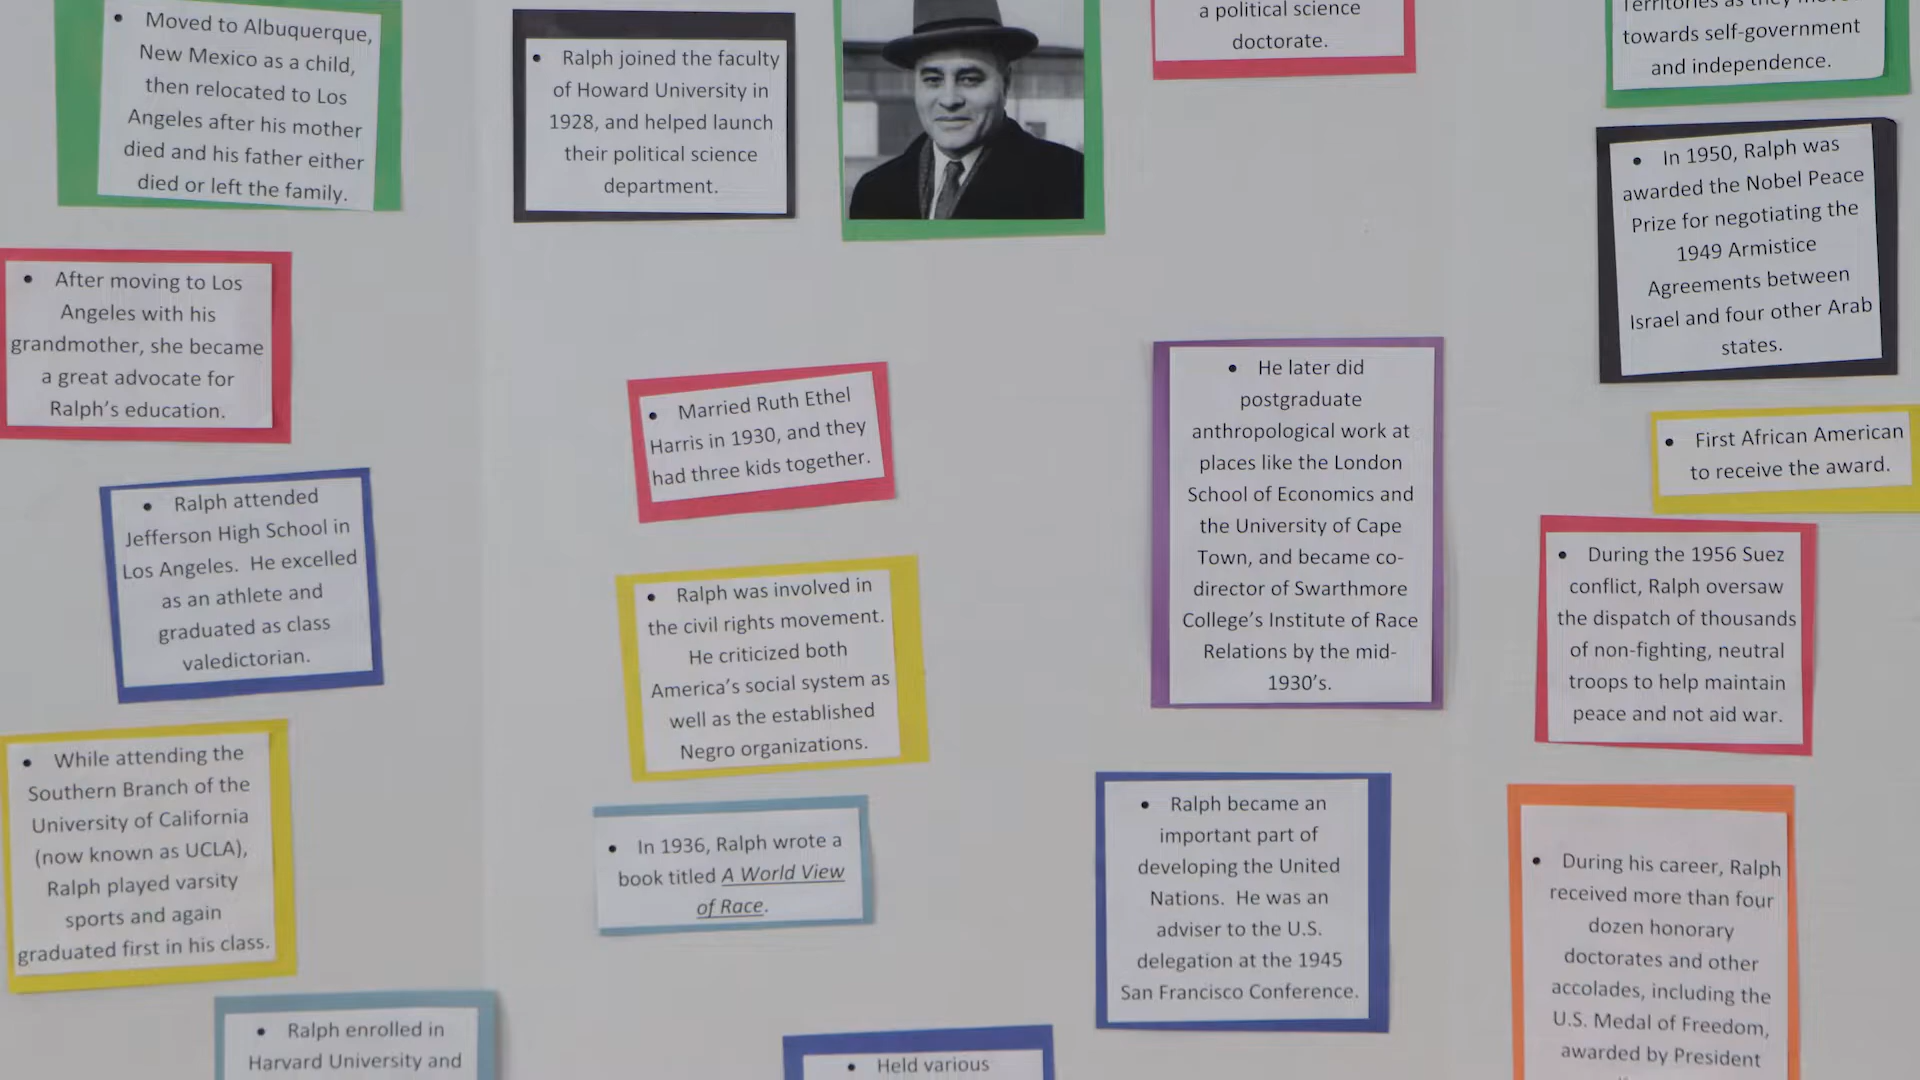 • Moved to Albuquerque,
New Mexico as a child,
then relocated to Los
Angeles after his mother
died and his father either
died or left the family.
• After moving to Los
Angeles with his
grandmother, she became
a great advocate for
Ralph's education.
• Ralph attended
Jefferson High School in
Los Angeles. He excelled
as an athlete and
graduated as class
valedictorian.
• While attending the
Southern Branch of the
University of California
(now known as UCLA),
Ralph played varsity
sports and again
graduated first in his class.
• Ralph enrolled in
Harvard University and
• Ralph joined the faculty
of Howard University in
1928, and helped launch
their political science
department.
• Married Ruth Ethel
Harris in 1930, and they
had three kids together.
• Ralph was involved in
the civil rights movement.
He criticized both
America's social system as
well as the established
Negro organizations.
• In 1936, Ralph wrote a
book titled A World View
of Race.
• Held various
a political science
doctorate.
• He later did
postgraduate
anthropological work at
places like the London
School of Economics and
the University of Cape
Town, and became co-
director of Swarthmore
College's Institute of Race
Relations by the mid-
1930's.
• Ralph became an
important part of
developing the United
Nations. He was an
adviser to the U.S.
delegation at the 1945
San Francisco Conference.
Territories as they
towards self-government
and independence.
• In 1950, Ralph was
awarded the Nobel Peace
Prize for negotiating the
1949 Armistice
Agreements between
Israel and four other Arab
states.
• First African American
to receive the award.
• During the 1956 Suez
conflict, Ralph oversaw
the dispatch of thousands
of non-fighting, neutral
troops to help maintain
peace and not aid war.
• During his career, Ralph
received more than four
dozen honorary
doctorates and other
accolades, including the
U.S. Medal of Freedom,
awarded by President